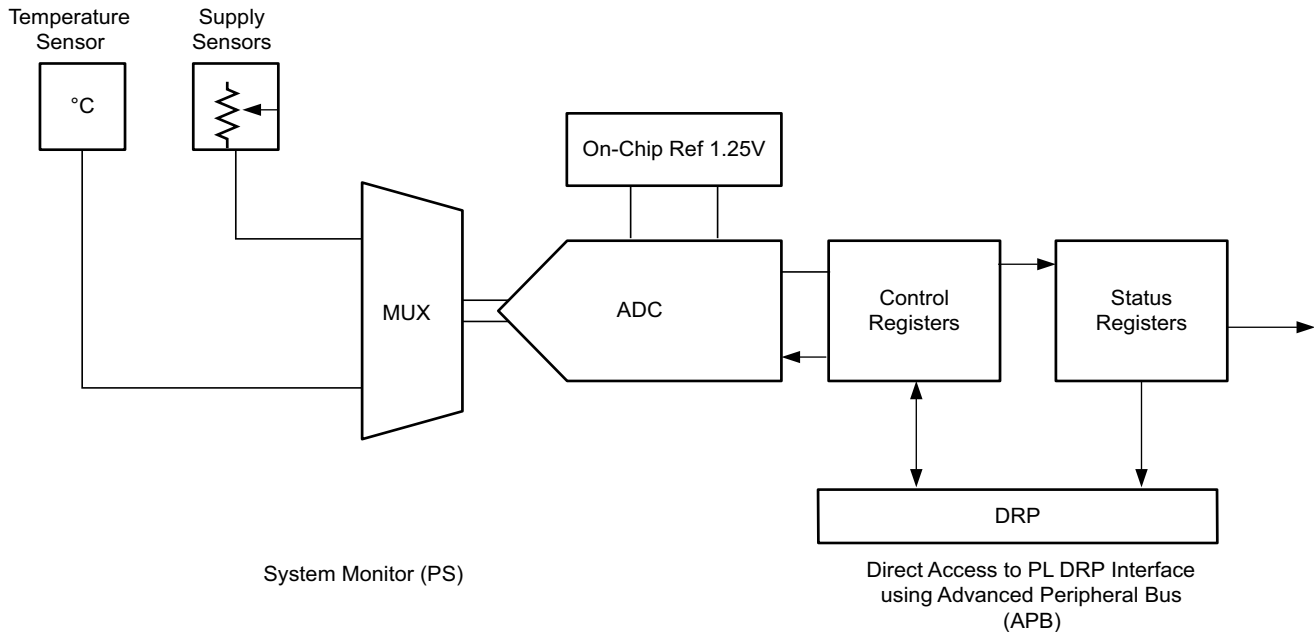 Temperature
Sensor
Supply
Sensors
°C
On-Chip Ref 1.25V
MUX
ADC
Control
Registers
Status
Registers
DRP
System Monitor (PS)
Direct Access to PL DRP Interface
using Advanced Peripheral Bus
(APB)